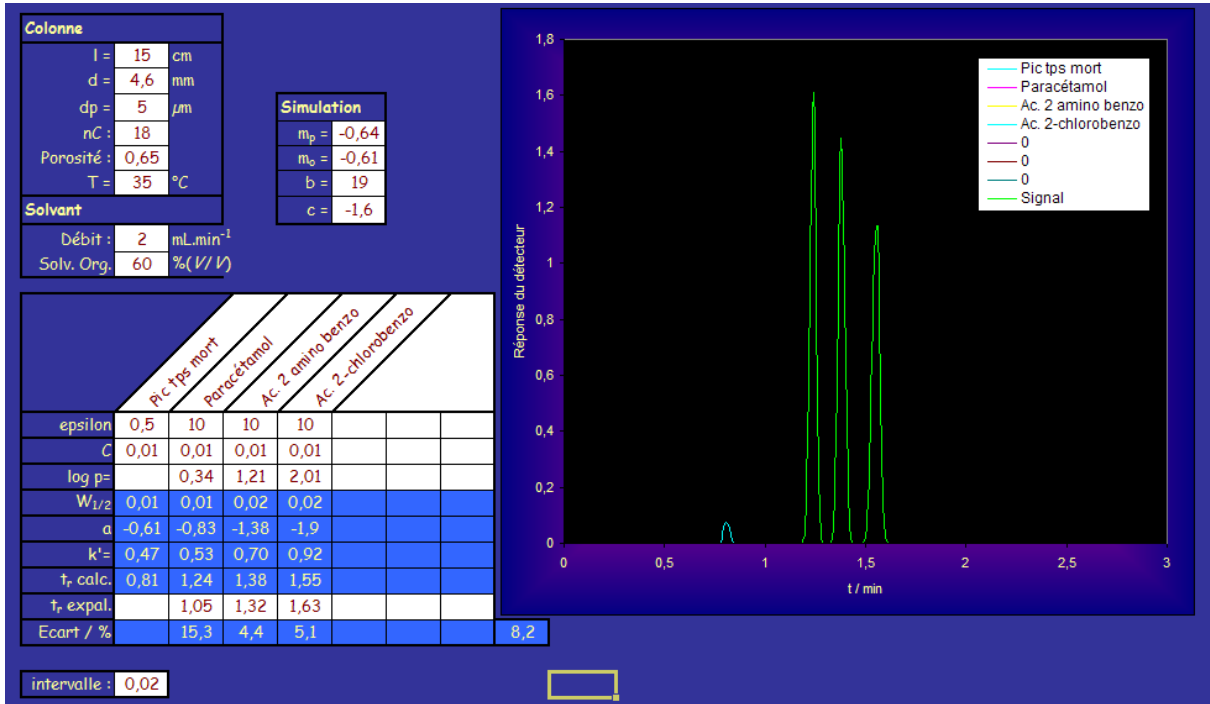 Colonne
l = 15 cm
d = 4,6 mm
dp = 5 µm
nC : 18
Porosité : 0,65
T = 35 °C
Solvant
Débit : 2 mL.min⁻¹
Solv. Org. 60 %(V/V)
Simulation
mₚ = -0,64
mₒ = -0,61
b = 19
c = -1,6
Pic tps mort
Paracétamol
Ac. 2 amino benzo
Ac. 2-chlorobenzo
epsilon 0,5 10 10 10
C 0,01 0,01 0,01 0,01
log p= 0,34 1,21 2,01
W1/2 0,01 0,01 0,02 0,02
a -0,61 -0,83 -1,38 -1,9
k'= 0,47 0,53 0,70 0,92
tᵣ calc. 0,81 1,24 1,38 1,55
tᵣ expal. 1,05 1,32 1,63
Ecart / % 15,3 4,4 5,1 8,2
intervalle : 0,02
Réponse du détecteur
1,8
1,6
1,4
1,2
1
0,8
0,6
0,4
0,2
0
0 0,5 1 1,5 2 2,5 3
t / min
Pic tps mort
Paracétamol
Ac. 2 amino benzo
Ac. 2-chlorobenzo
0
0
0
Signal